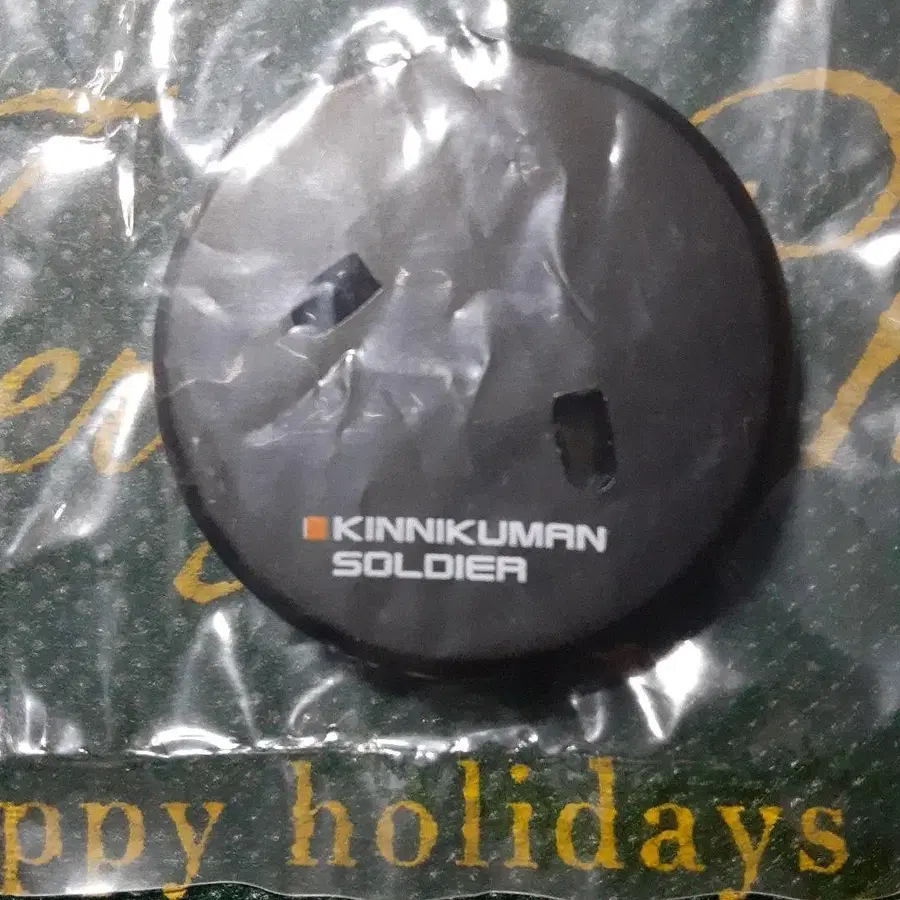 KINNIKUMAN
SOLDIER
ppy holidays